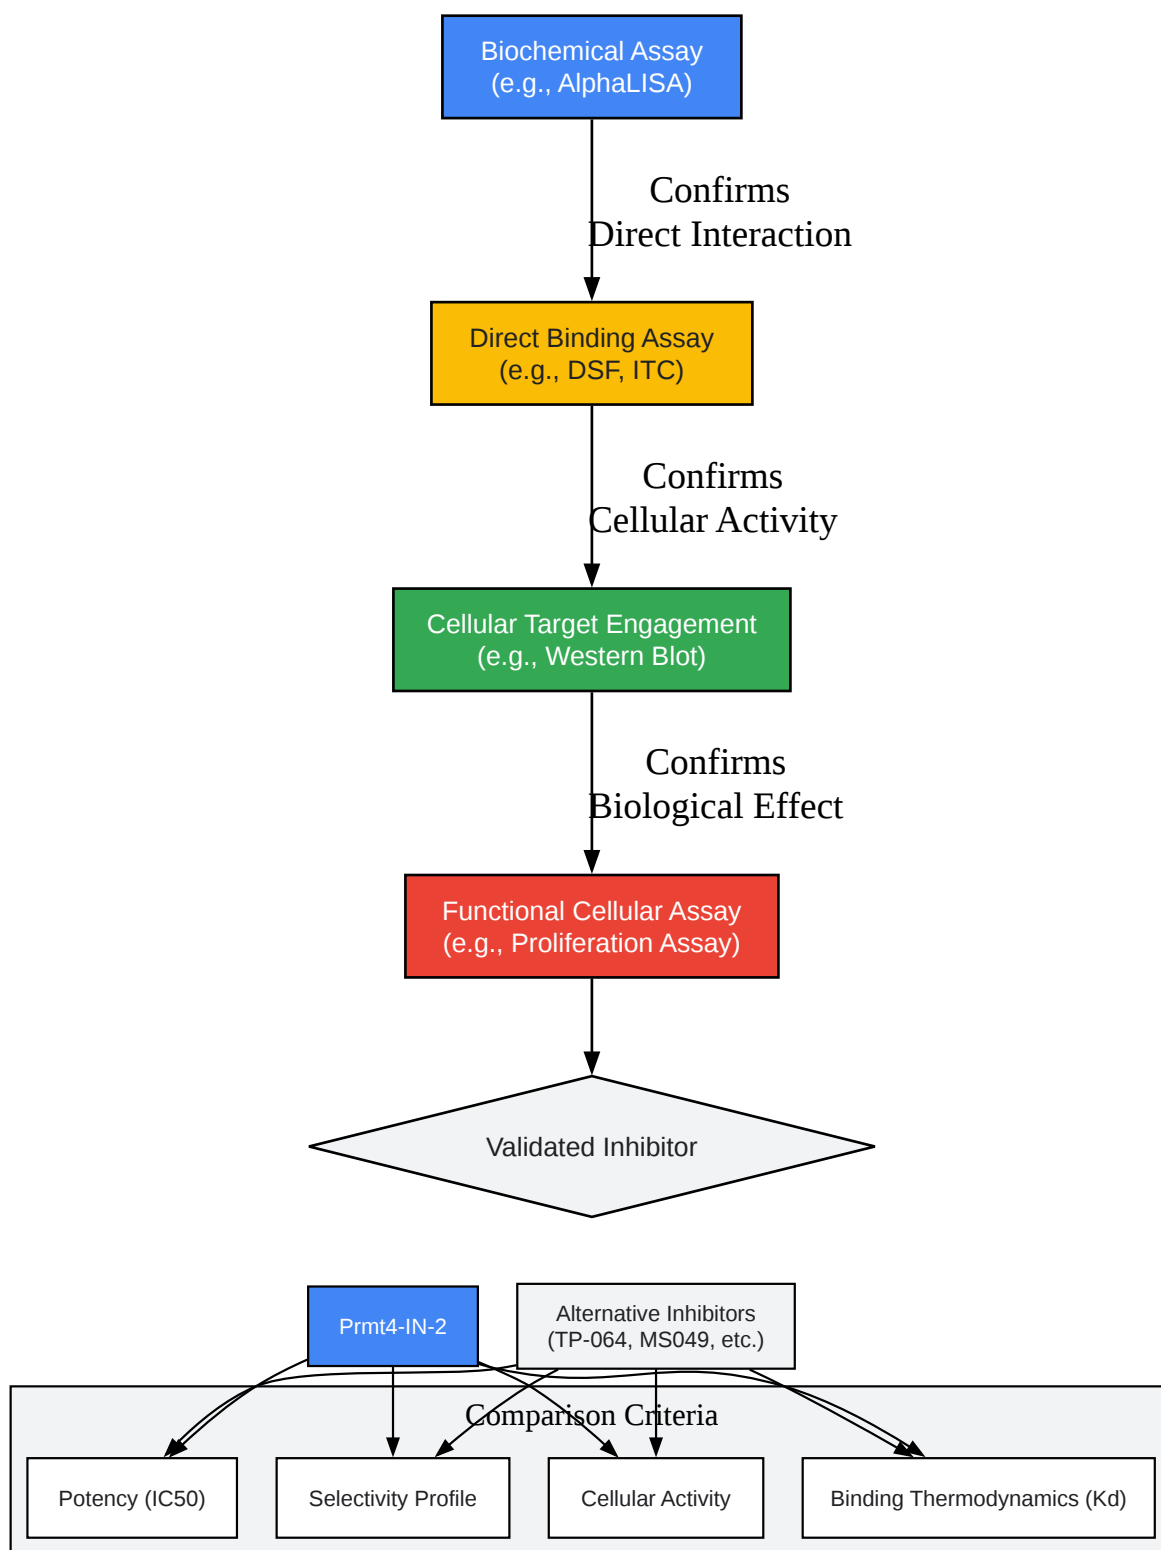 Biochemical Assay
(e.g., AlphaLISA)
Confirms
Direct Interaction
Direct Binding Assay
(e.g., DSF, ITC)
Confirms
Cellular Activity
Cellular Target Engagement
(e.g., Western Blot)
Confirms
Biological Effect
Functional Cellular Assay
(e.g., Proliferation Assay)
Validated Inhibitor
Prmt4-IN-2
Alternative Inhibitors
(TP-064, MS049, etc.)
Comparison Criteria
Potency (IC50)
Selectivity Profile
Cellular Activity
Binding Thermodynamics (Kd)